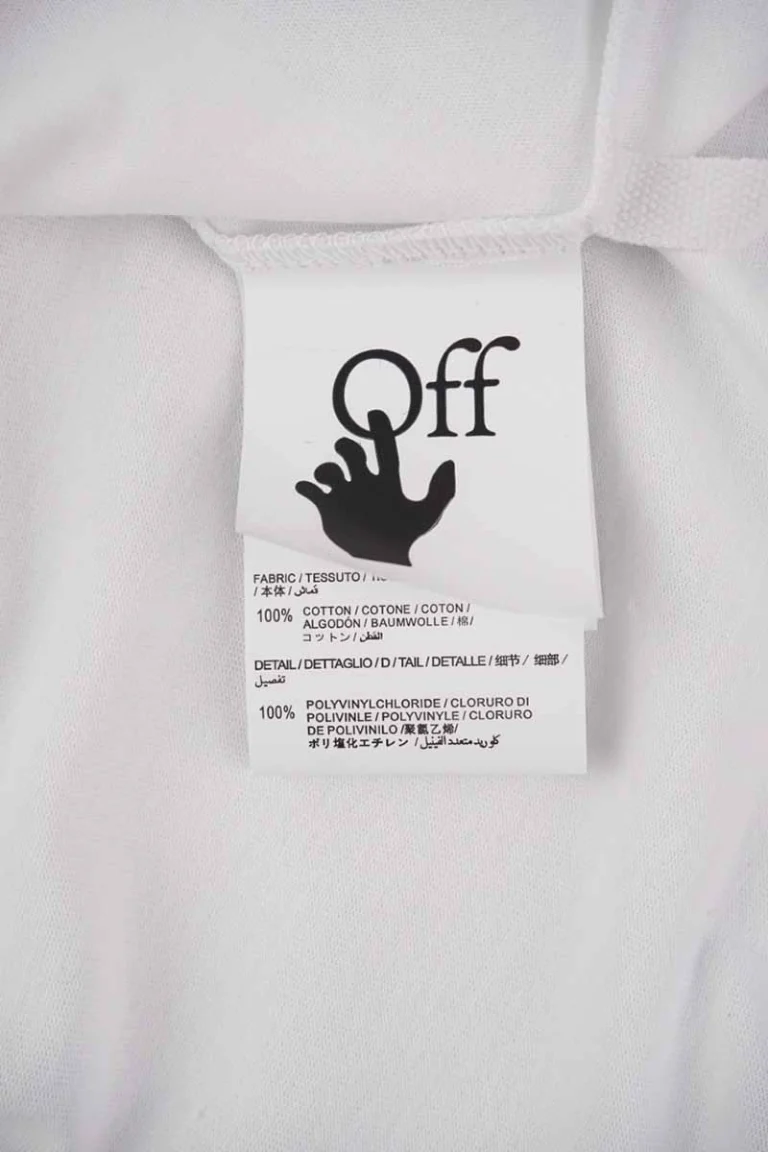 Off
FABRIC / TESSUTO /
/ 本体 / قماش
100% COTTON / COTONE / COTON /
ALGODÓN / BAUMWOLLE / 棉/
コットン / القطن
DETAIL / DETTAGLIO / D / TAIL / DETALLE / 细节 / 细部 /
تفصيل
100% POLYVINYLCHLORIDE / CLORURO DI
POLIVINLE / POLYVINYLE / CLORURO
DE POLIVINILO /聚氯乙烯/
ポリ塩化エチレン / كلوريد متعدد الفينيل